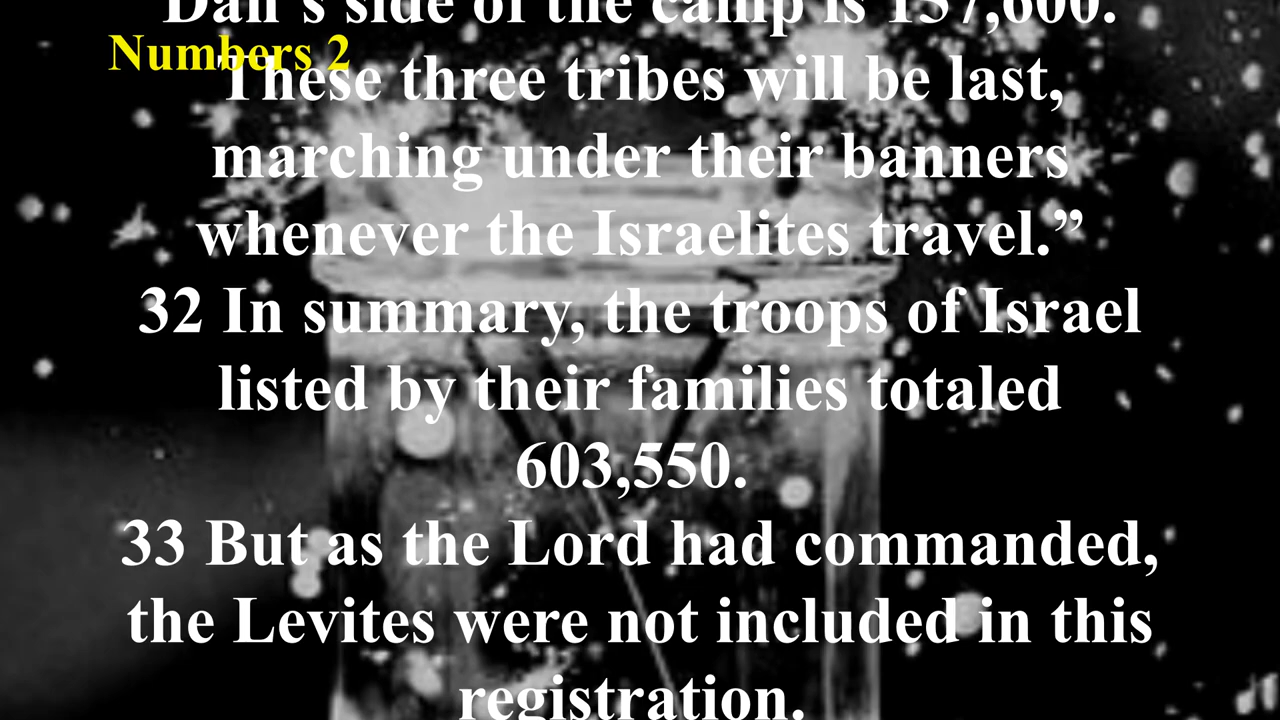 Dan's side of the camp is 157,600.
Numbers 2
These three tribes will be last,
marching under their banners
whenever the Israelites travel.”
32 In summary, the troops of Israel
listed by their families totaled
603,550.
33 But as the Lord had commanded,
the Levites were not included in this
registration.